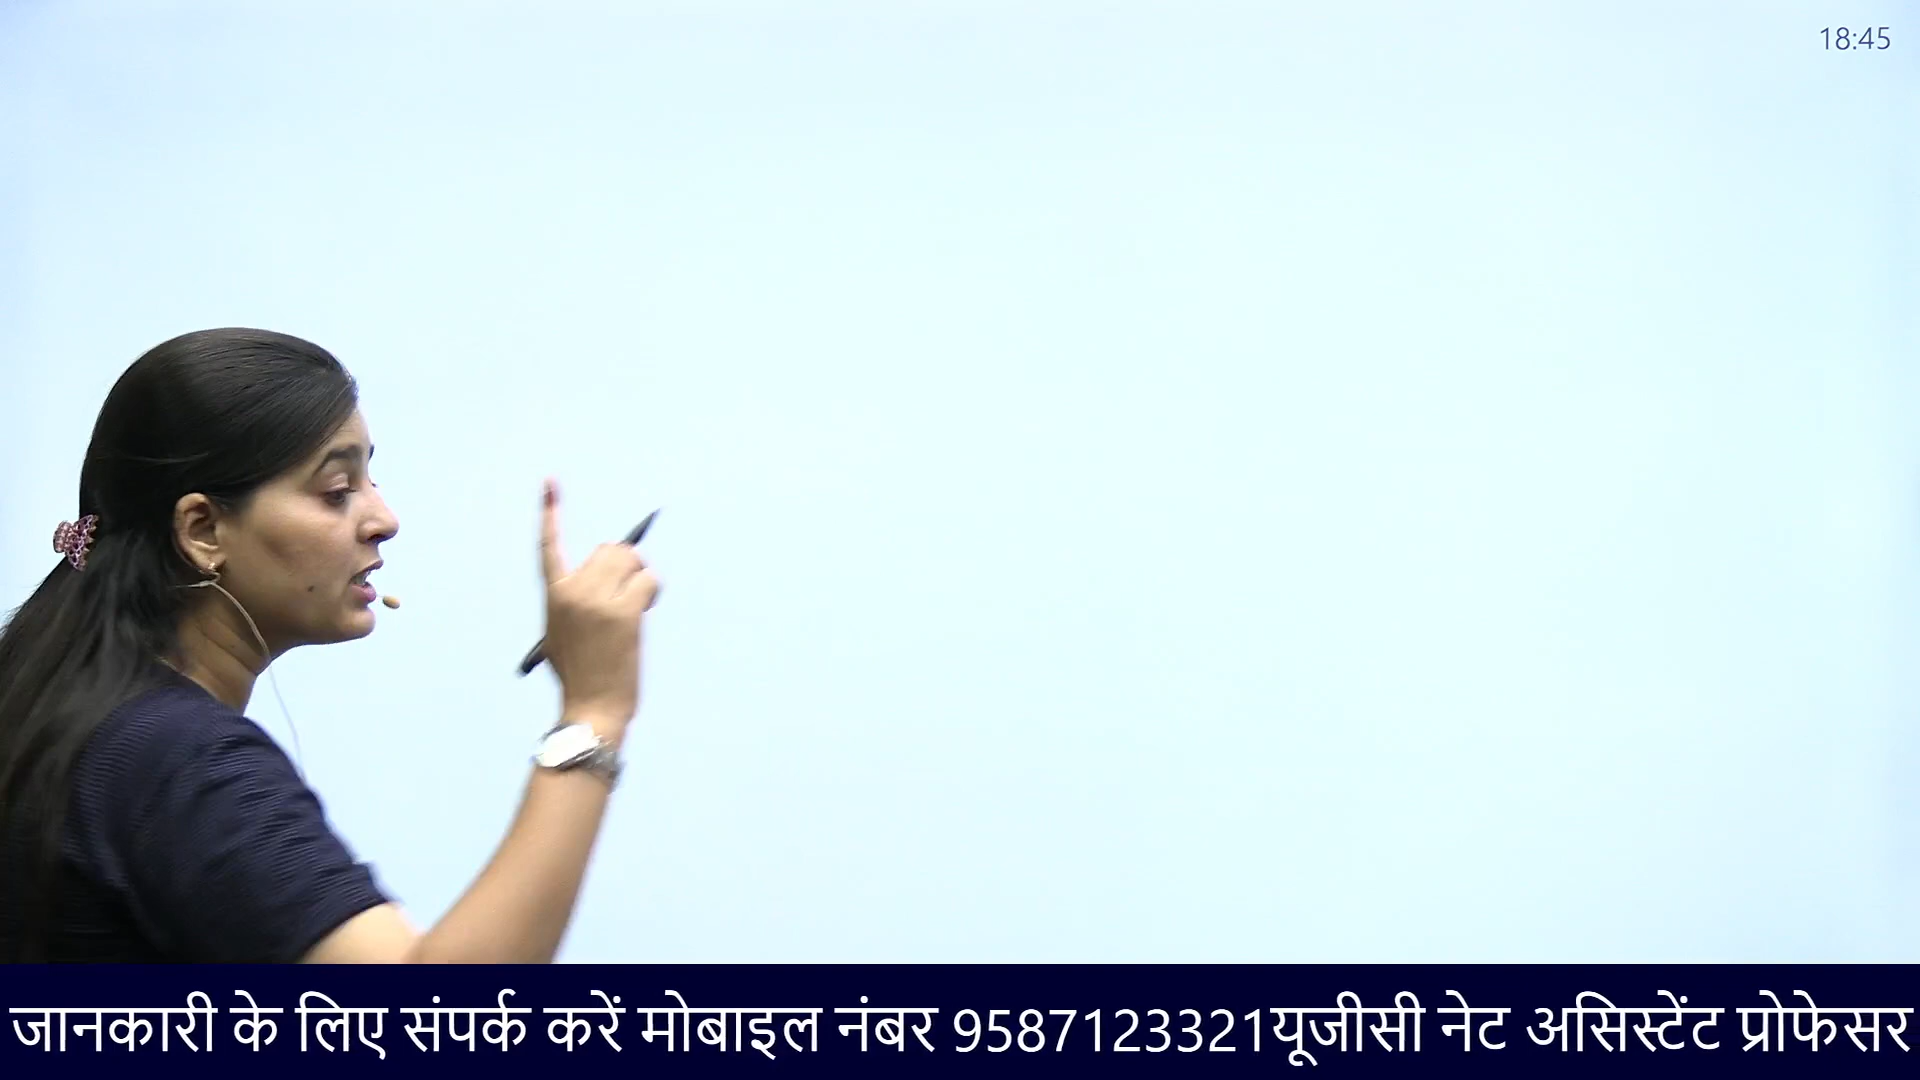 18:45
जानकारी के लिए संपर्क करें मोबाइल नंबर 9587123321यूजीसी नेट असिस्टेंट प्रोफेसर